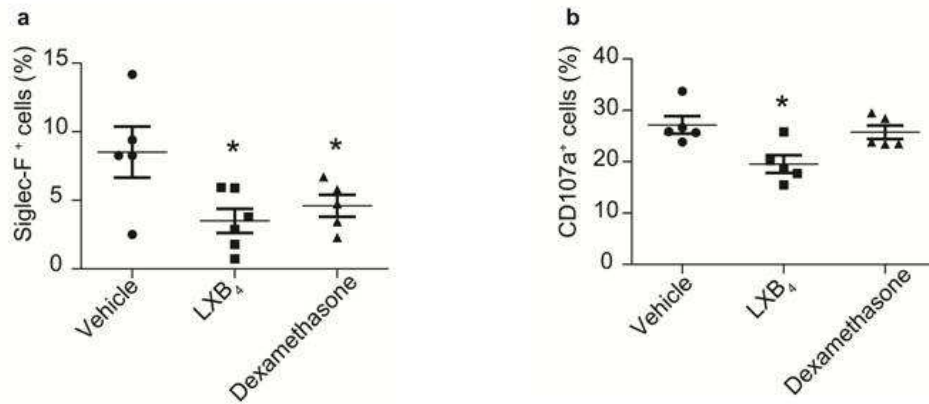 a
Siglec-F + cells (%)
15
10
5
0
*
*
Vehicle
LXB₄
Dexamethasone
b
CD107a⁺ cells (%)
40
30
20
10
0
*
Vehicle
LXB₄
Dexamethasone